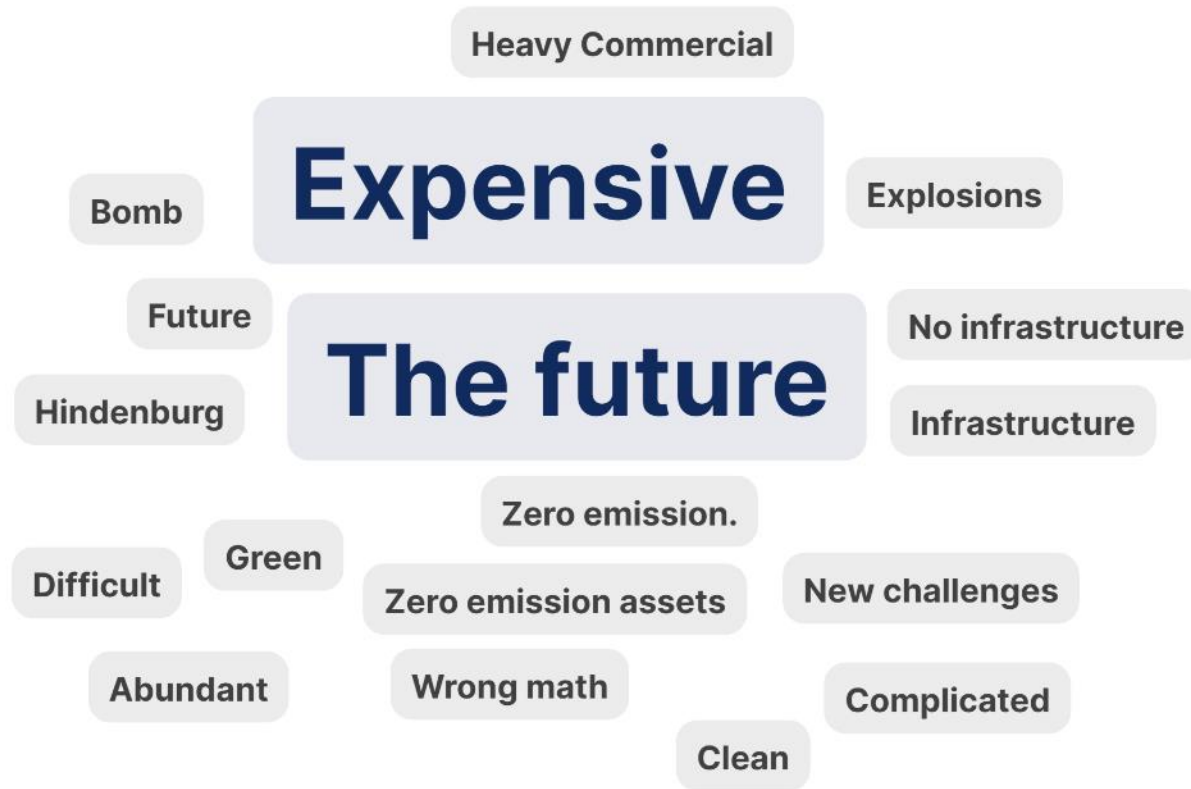 Heavy Commercial
Expensive
Explosions
Bomb
Future
The future
No infrastructure
Hindenburg
Infrastructure
Zero emission.
Green
Difficult
Zero emission assets
New challenges
Abundant
Wrong math
Complicated
Clean